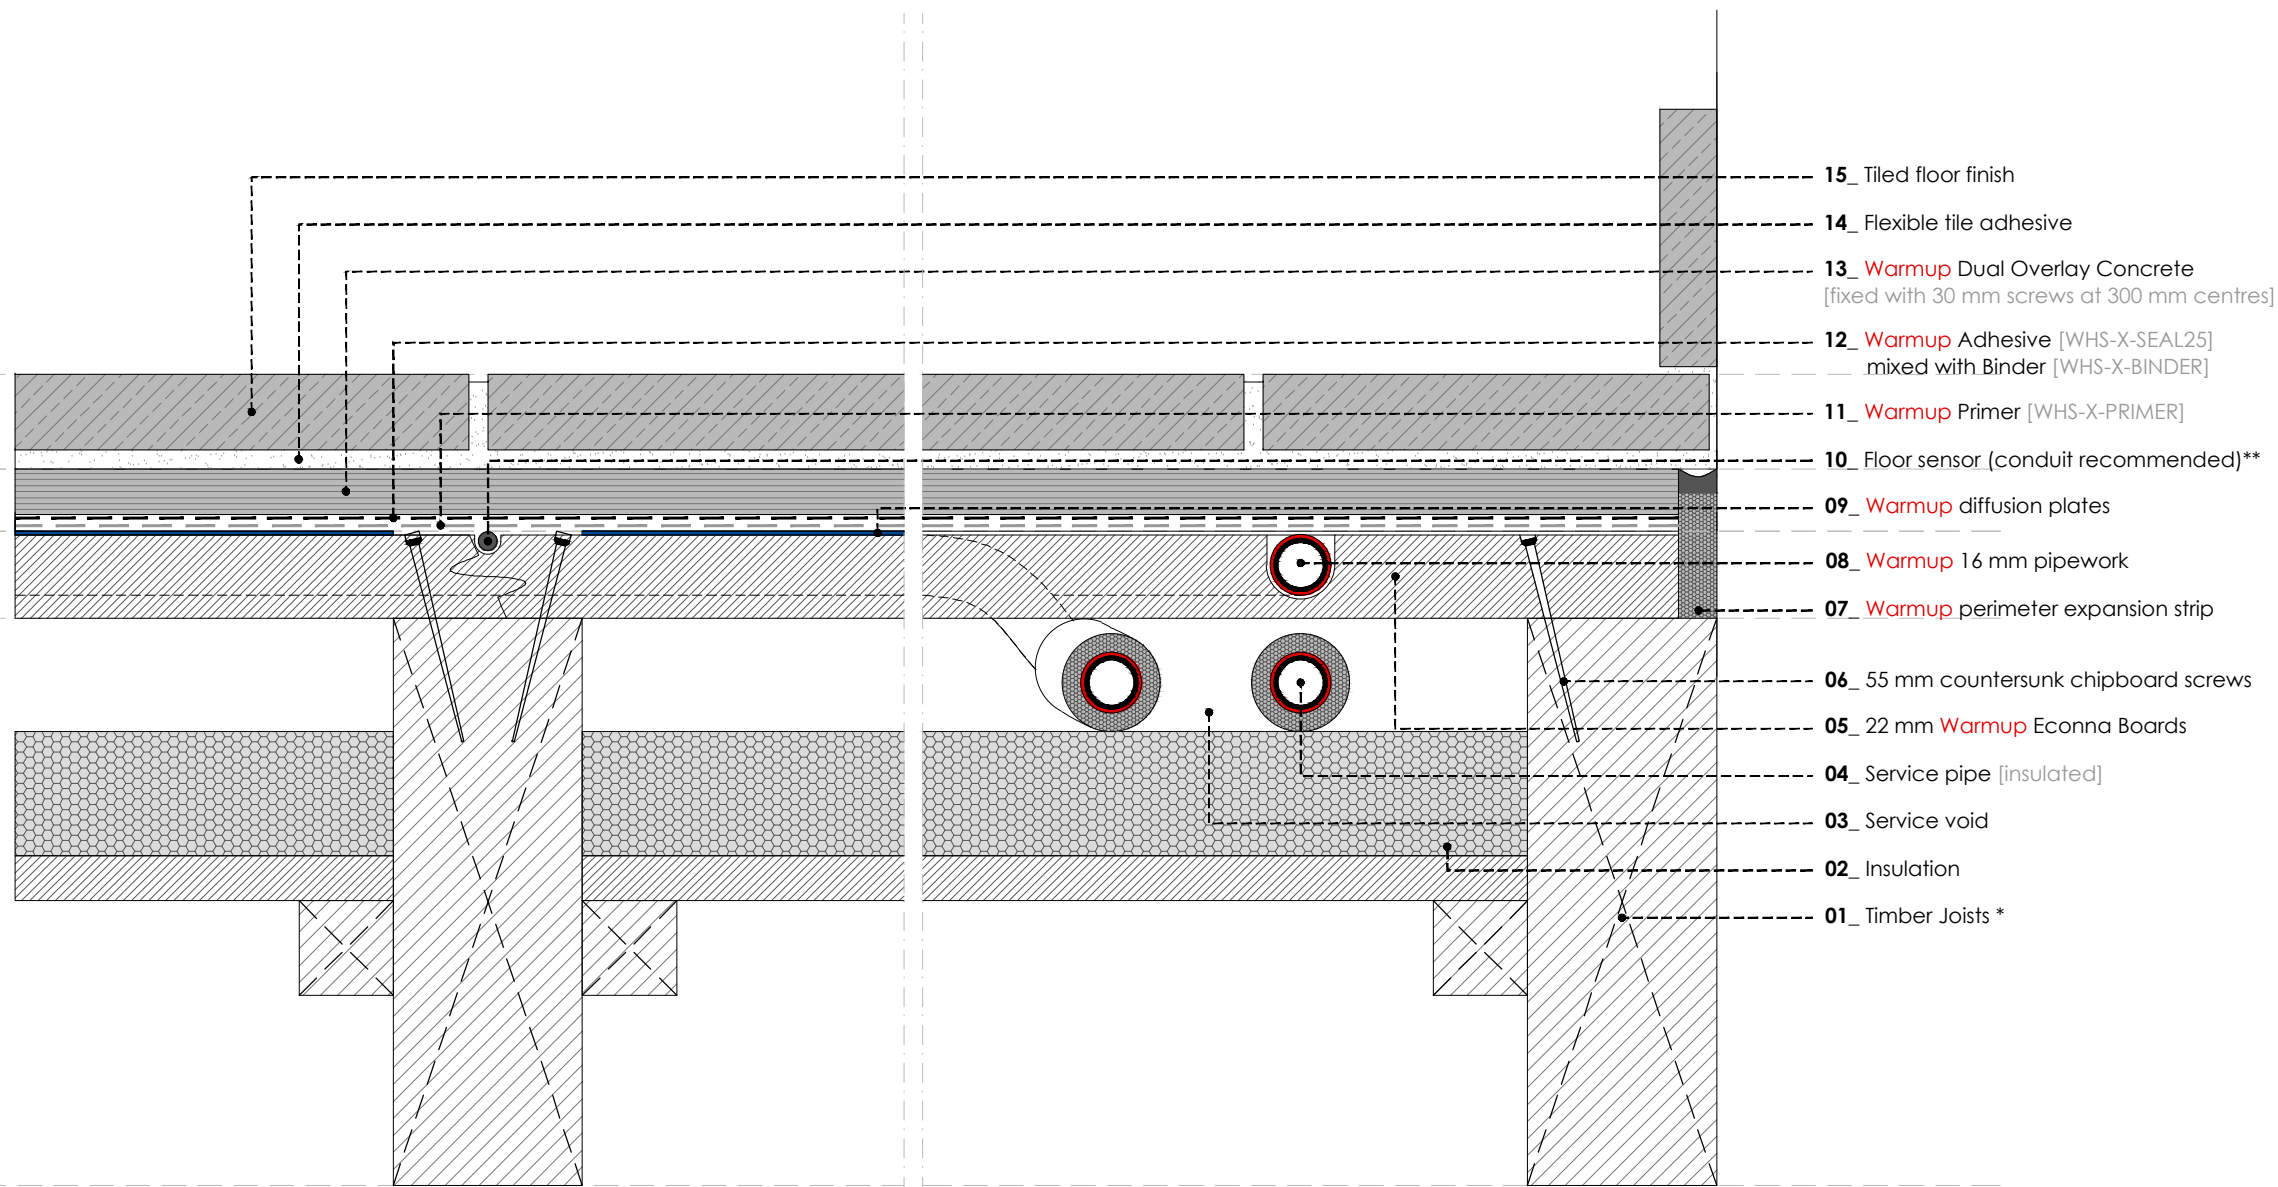 15_ Tiled floor finish
14_ Flexible tile adhesive
13_ Warmup Dual Overlay Concrete
[fixed with 30 mm screws at 300 mm centres]
12_ Warmup Adhesive [WHS-X-SEAL25]
mixed with Binder [WHS-X-BINDER]
11_ Warmup Primer [WHS-X-PRIMER]
10_ Floor sensor (conduit recommended)**
09_ Warmup diffusion plates
08_ Warmup 16 mm pipework
07_ Warmup perimeter expansion strip
06_ 55 mm countersunk chipboard screws
05_ 22 mm Warmup Econna Boards
04_ Service pipe [insulated]
03_ Service void
02_ Insulation
01_ Timber Joists *